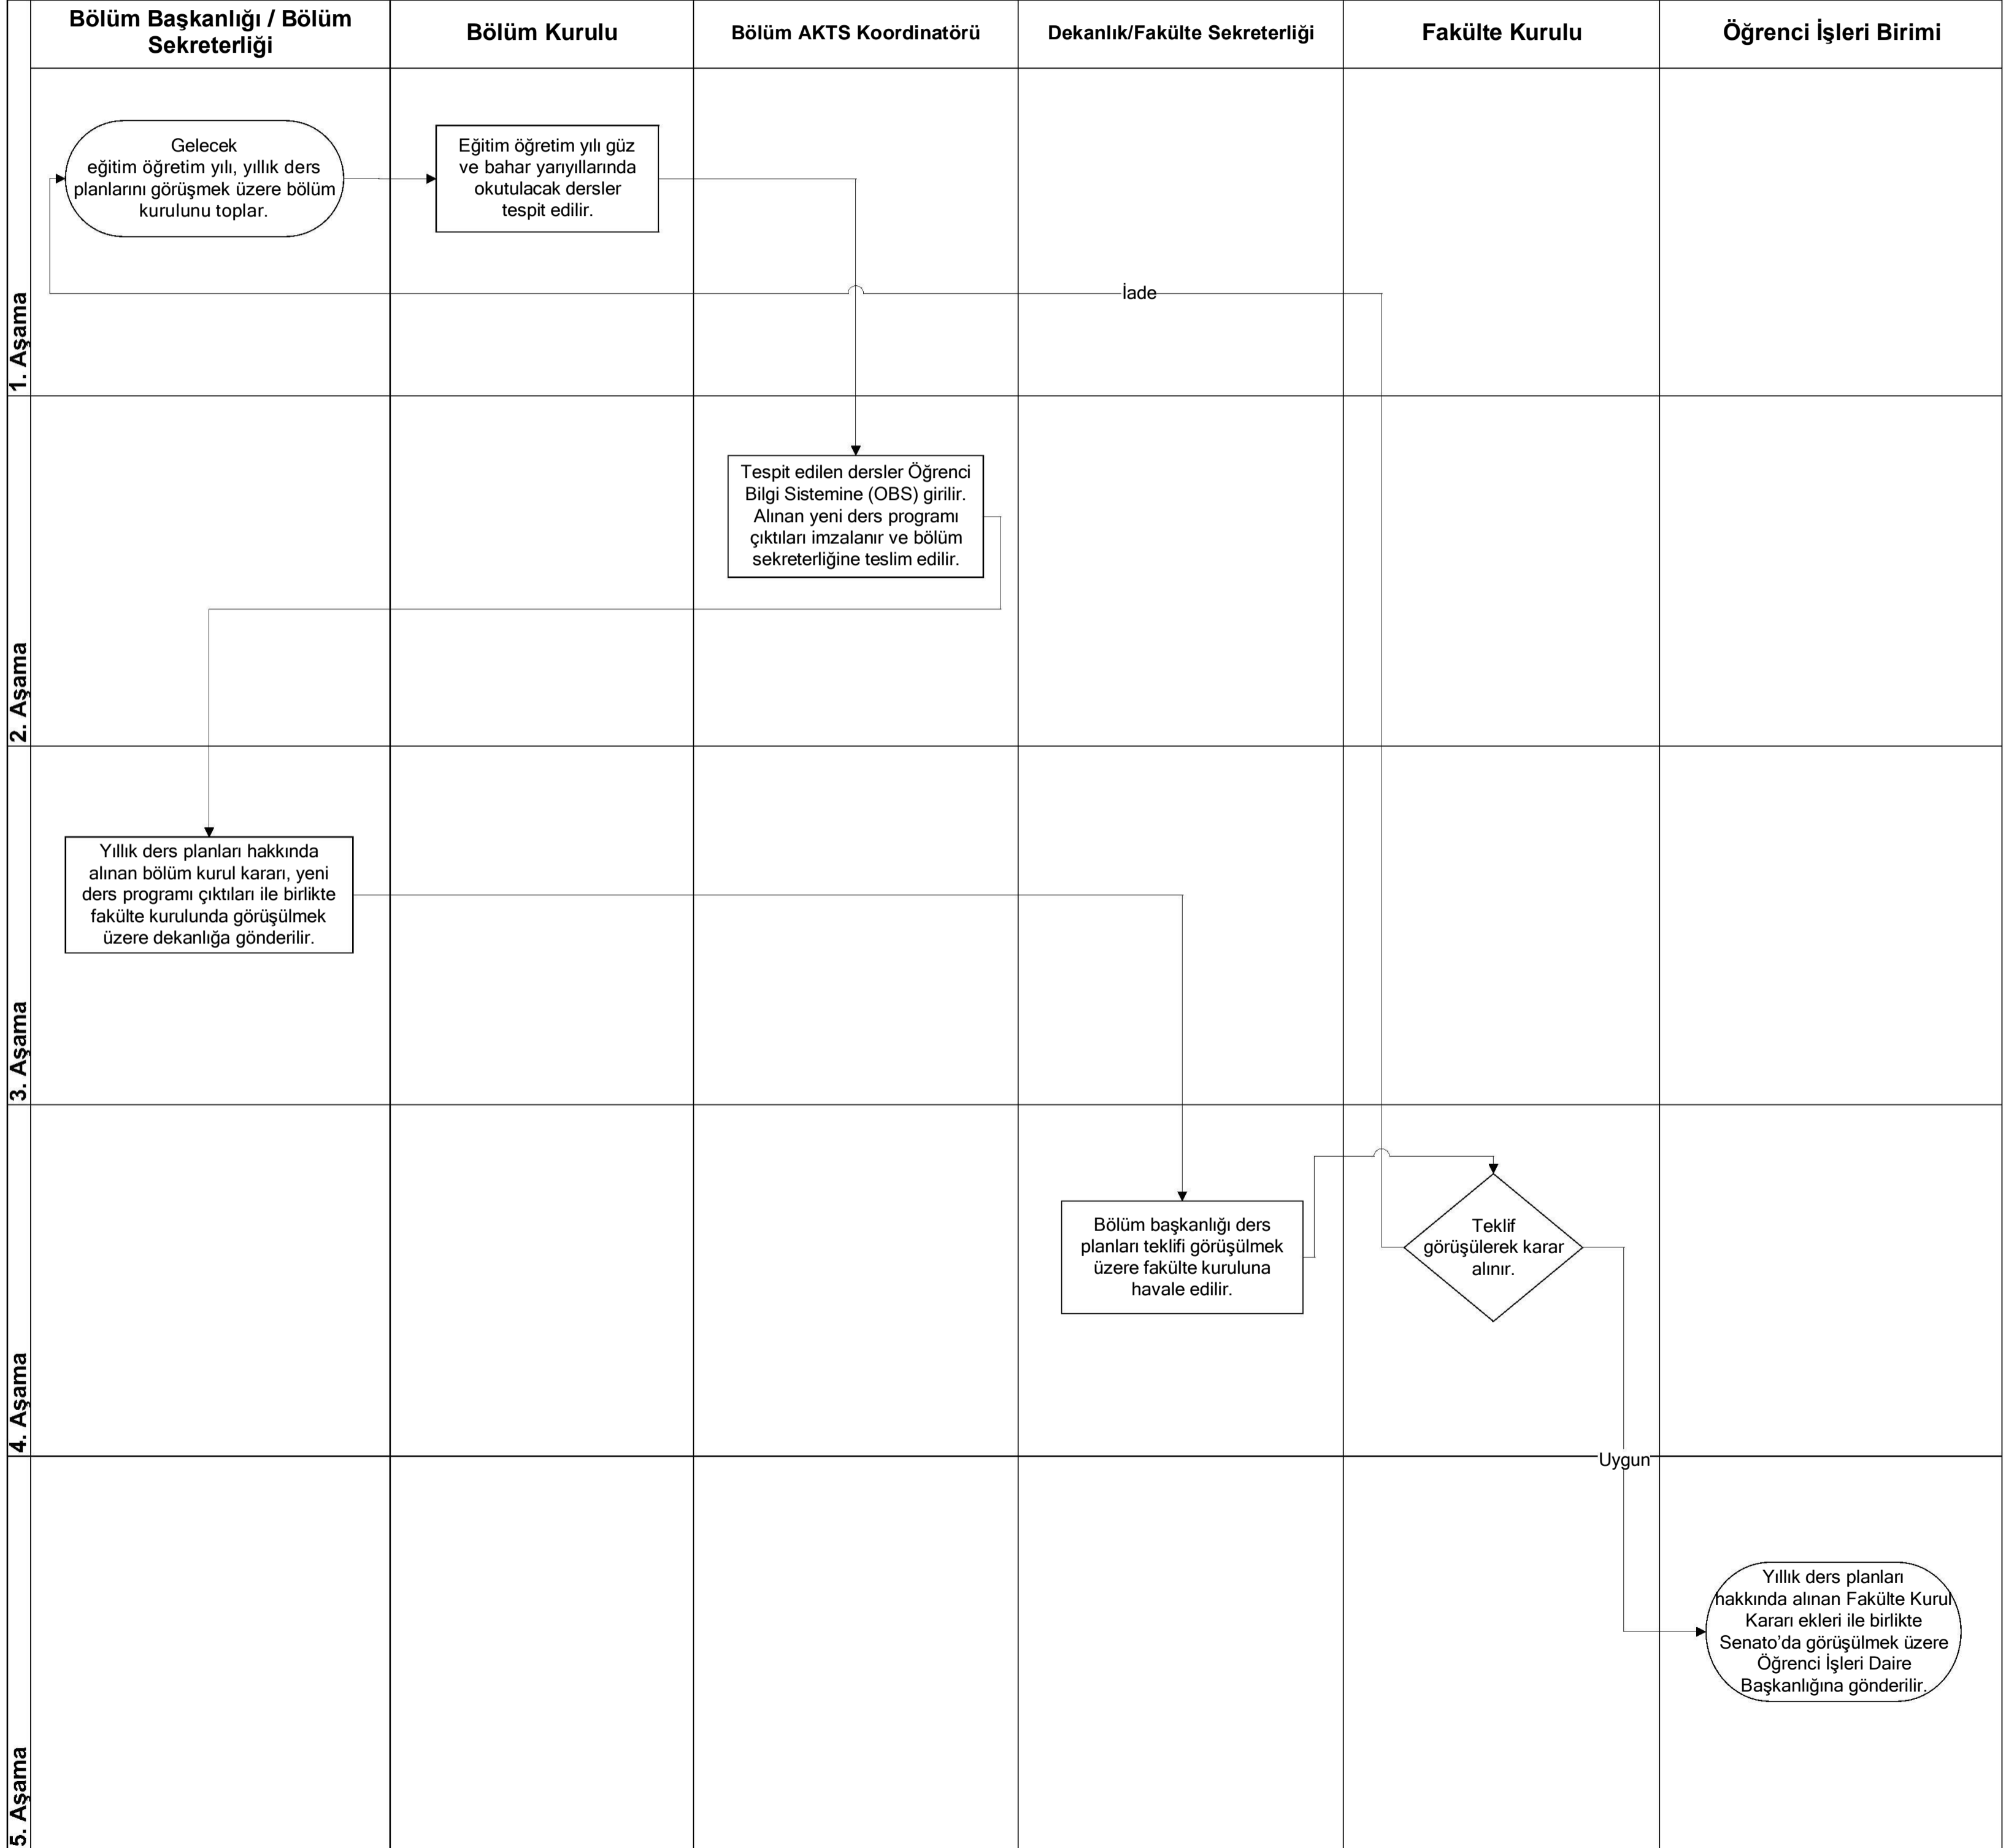 Bölüm Başkanlığı / Bölüm
Sekreterliği
Bölüm Kurulu
Bölüm AKTS Koordinatörü
Dekanlık/Fakülte Sekreterliği
Fakülte Kurulu
Öğrenci İşleri Birimi
1. Aşama
Gelecek
eğitim öğretim yılı, yıllık ders
planlarını görüşmek üzere bölüm
kurulunu toplar.
Eğitim öğretim yılı güz
ve bahar yarıyıllarında
okutulacak dersler
tespit edilir.
İade
2. Aşama
Tespit edilen dersler Öğrenci
Bilgi Sistemine (OBS) girilir.
Alınan yeni ders programı
çıktıları imzalanır ve bölüm
sekreterliğine teslim edilir.
3. Aşama
Yıllık ders planları hakkında
alınan bölüm kurul kararı, yeni
ders programı çıktıları ile birlikte
fakülte kurulunda görüşülmek
üzere dekanlığa gönderilir.
4. Aşama
Bölüm başkanlığı ders
planları teklifi görüşülmek
üzere fakülte kuruluna
havale edilir.
Teklif
görüşülerek karar
alınır.
Uygun
5. Aşama
Yıllık ders planları
hakkında alınan Fakülte Kurul
Kararı ekleri ile birlikte
Senato’da görüşülmek üzere
Öğrenci İşleri Daire
Başkanlığına gönderilir.